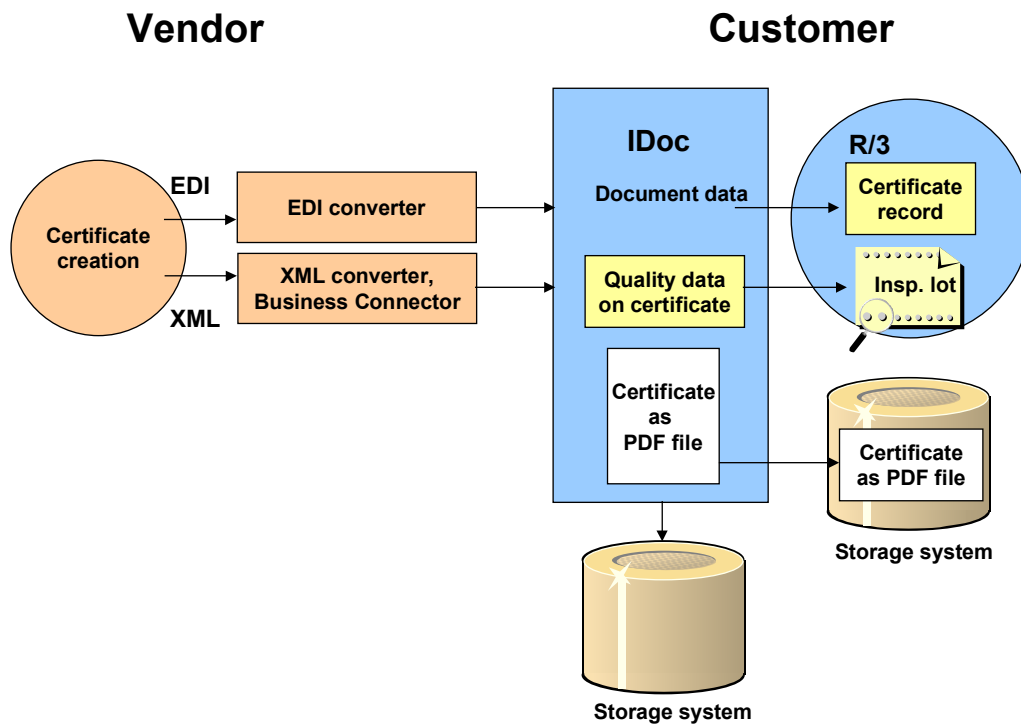 Vendor
Customer
IDoc
R/3
EDI
Document data
Certificate
record
EDI converter
Certificate
creation
XML converter,
Business Connector
Quality data
on certificate
Insp. lot
XML
Certificate
as
PDF file
Certificate
as PDF file
Storage system
Storage system